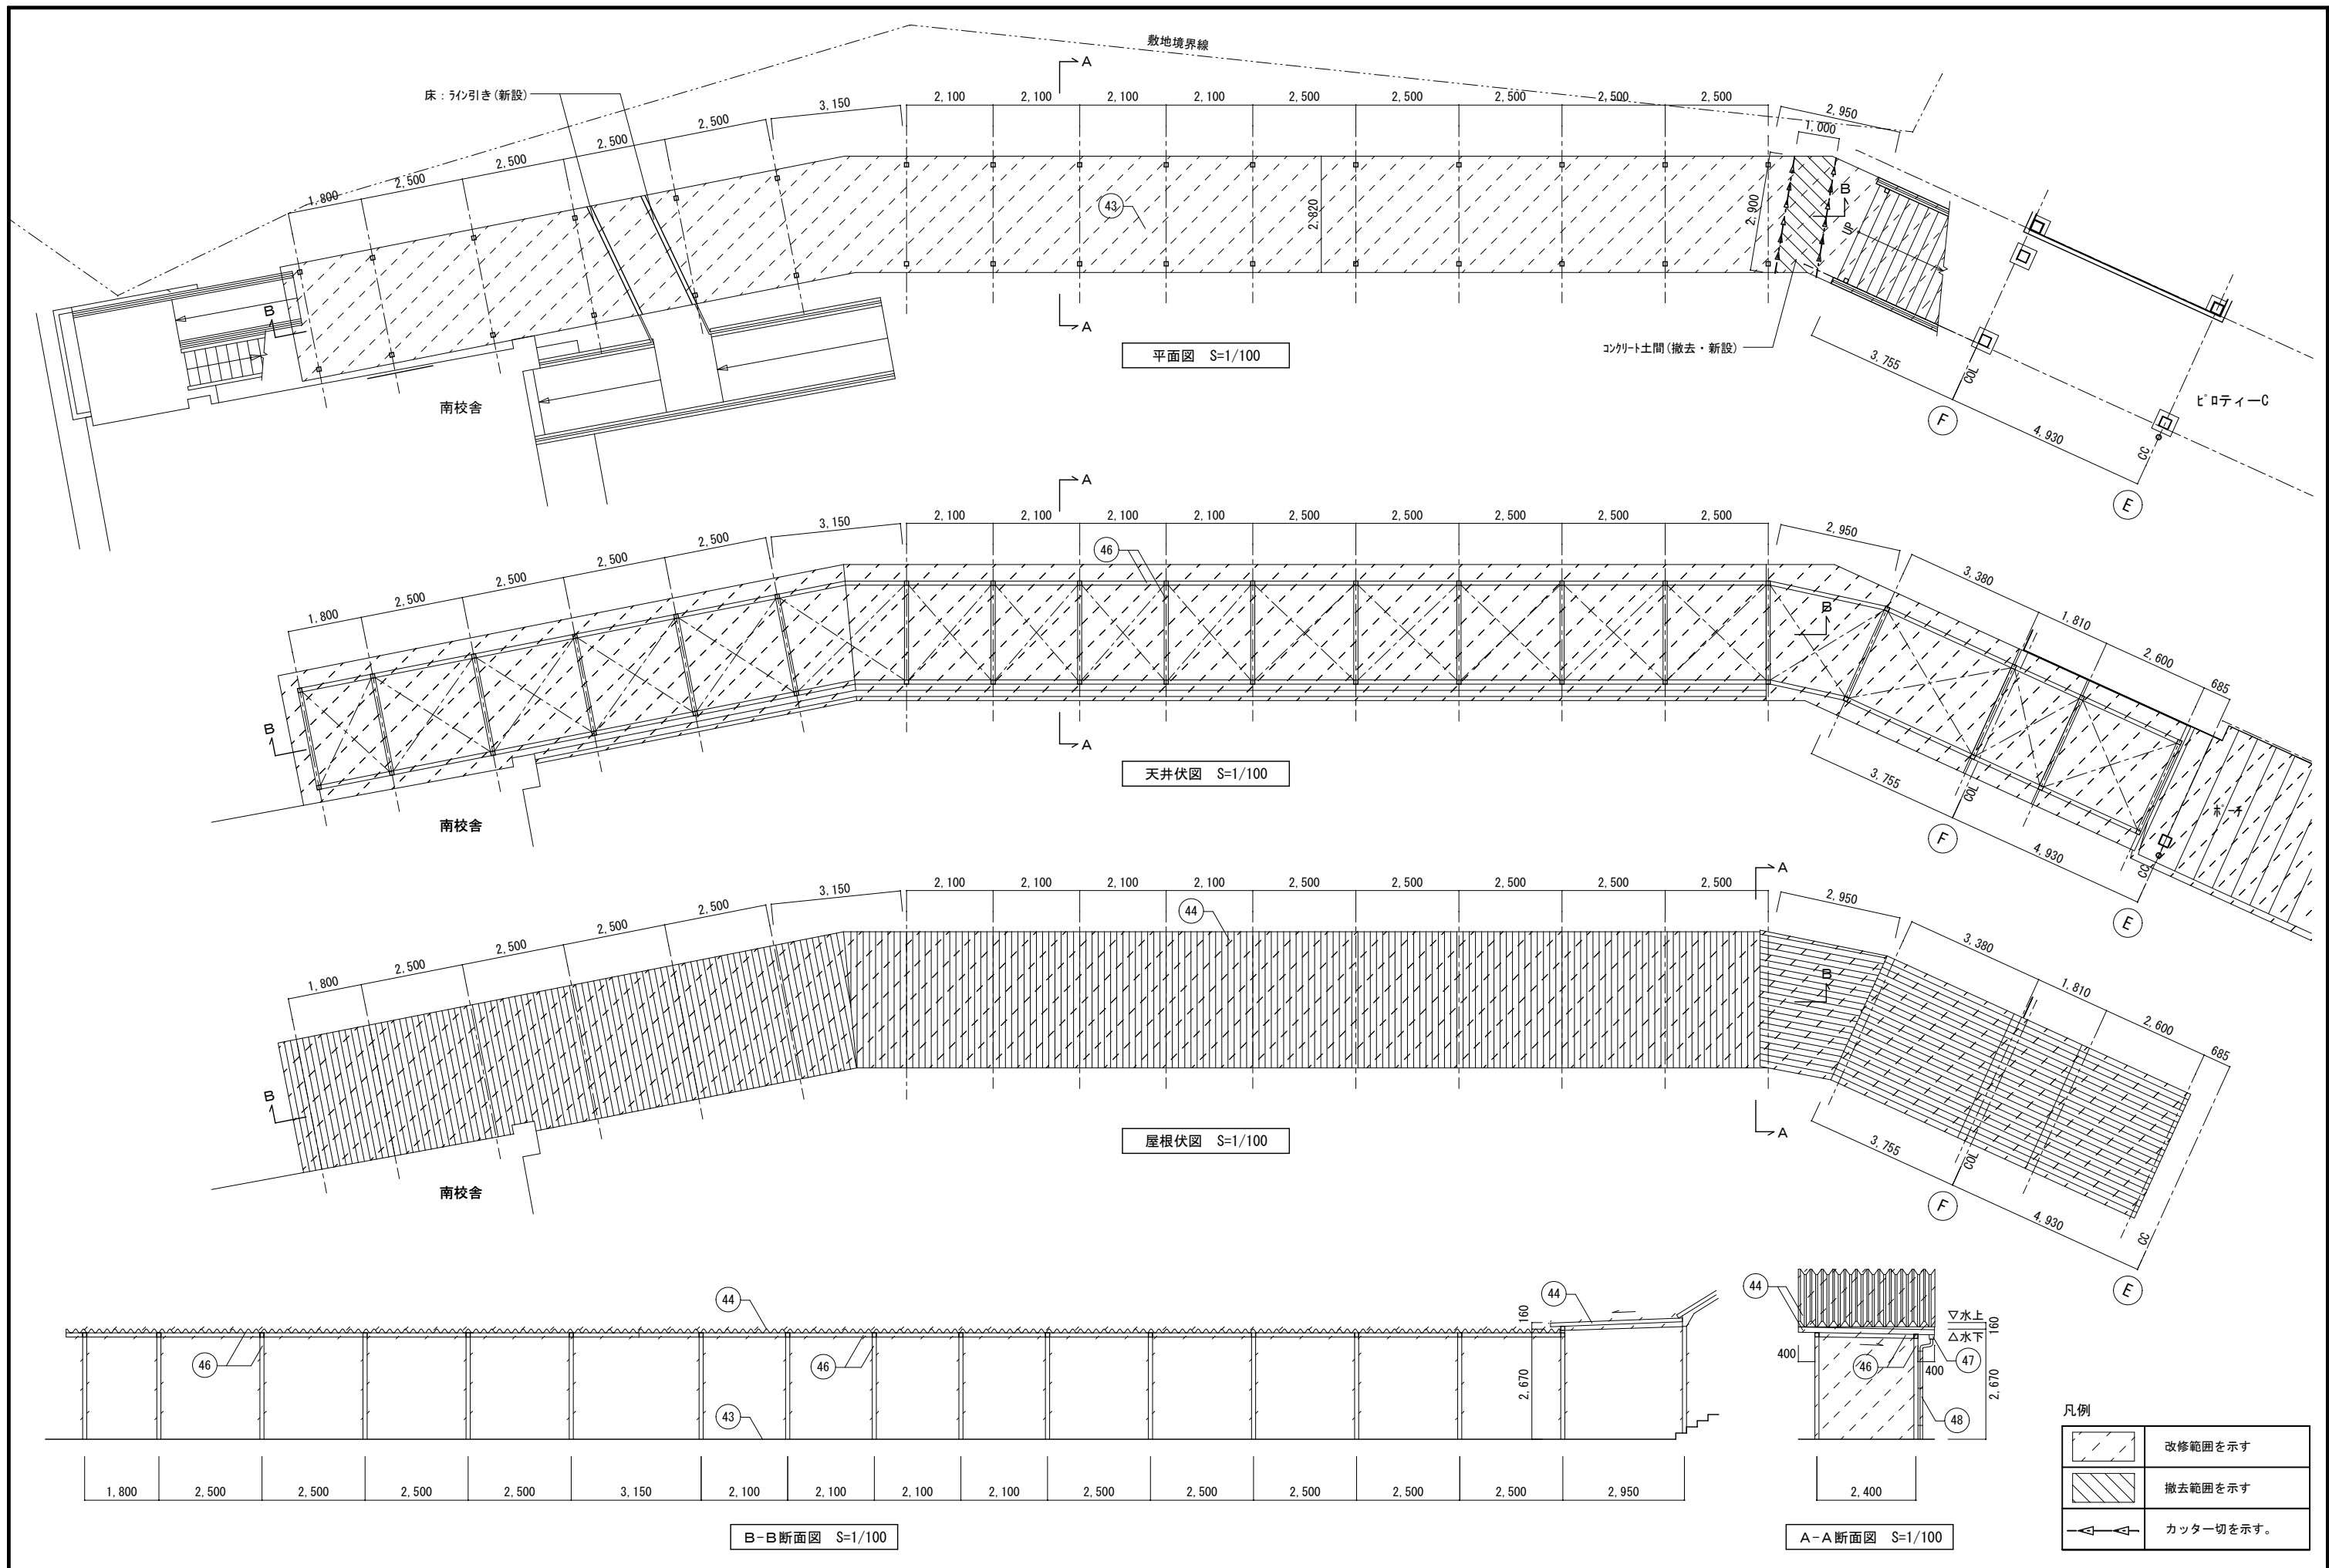 敷地境界線
A
床：ﾗｲﾝ引き(新設)
1,800
2,500
2,500
2,500
2,500
3,150
2,100
2,100
2,100
2,100
2,500
2,500
2,500
2,500
2,500
2,950
1,000
43
2,820
2,900
B
UP
B
A
コンクリート土間(撤去・新設)
平面図　S=1/100
南校舎
3,755
COL
F
4,930
CC
E
ピロティーC
A
1,800
2,500
2,500
2,500
2,500
3,150
2,100
2,100
2,100
2,100
2,500
2,500
2,500
2,500
2,500
2,950
46
3,380
1,810
2,600
685
B
B
A
天井伏図　S=1/100
南校舎
3,755
COL
F
4,930
CC
E
ポーチ
A
1,800
2,500
2,500
2,500
2,500
3,150
2,100
2,100
2,100
2,100
2,500
2,500
2,500
2,500
2,500
2,950
44
3,380
1,810
2,600
685
B
B
A
屋根伏図　S=1/100
南校舎
3,755
COL
F
4,930
CC
E
44
44
160
46
46
2,670
43
1,800
2,500
2,500
2,500
2,500
3,150
2,100
2,100
2,100
2,100
2,500
2,500
2,500
2,500
2,500
2,950
B-B断面図　S=1/100
44
▽水上
160
△水下
400
46
400
47
2,670
48
2,400
A-A断面図　S=1/100
凡例
改修範囲を示す
撤去範囲を示す
カッター切を示す。